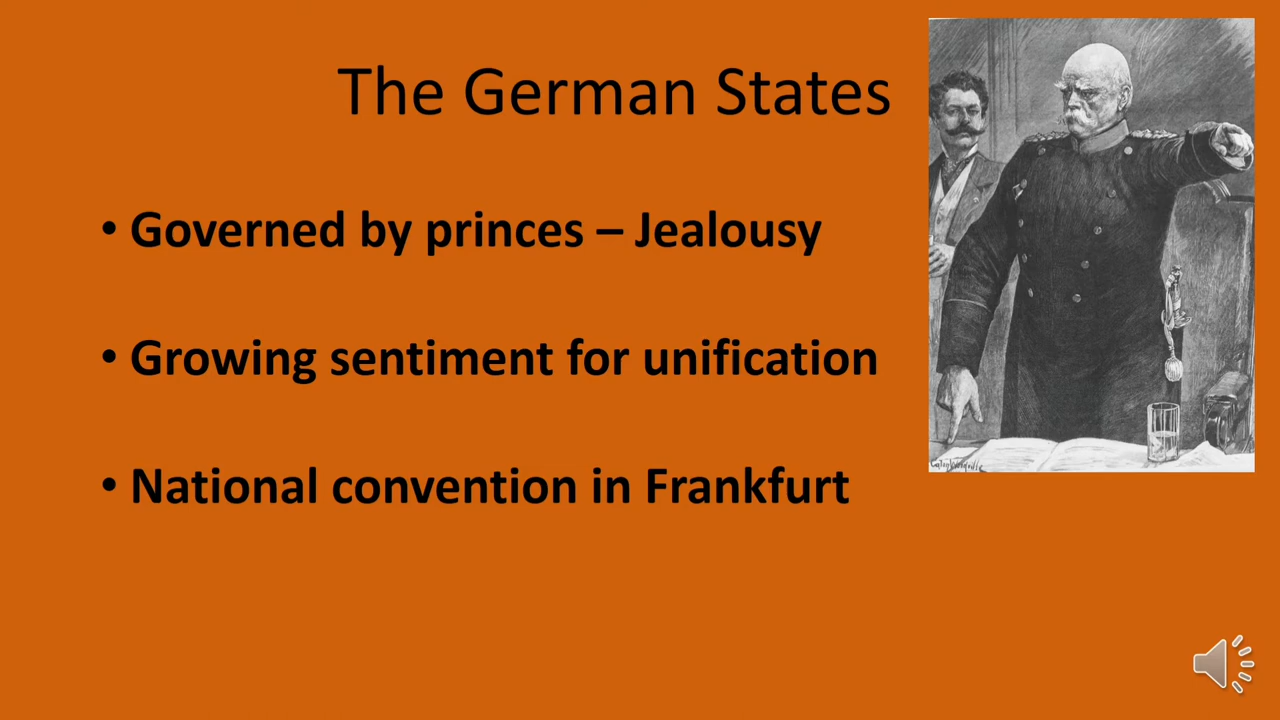 The German States
• Governed by princes – Jealousy
• Growing sentiment for unification
• National convention in Frankfurt